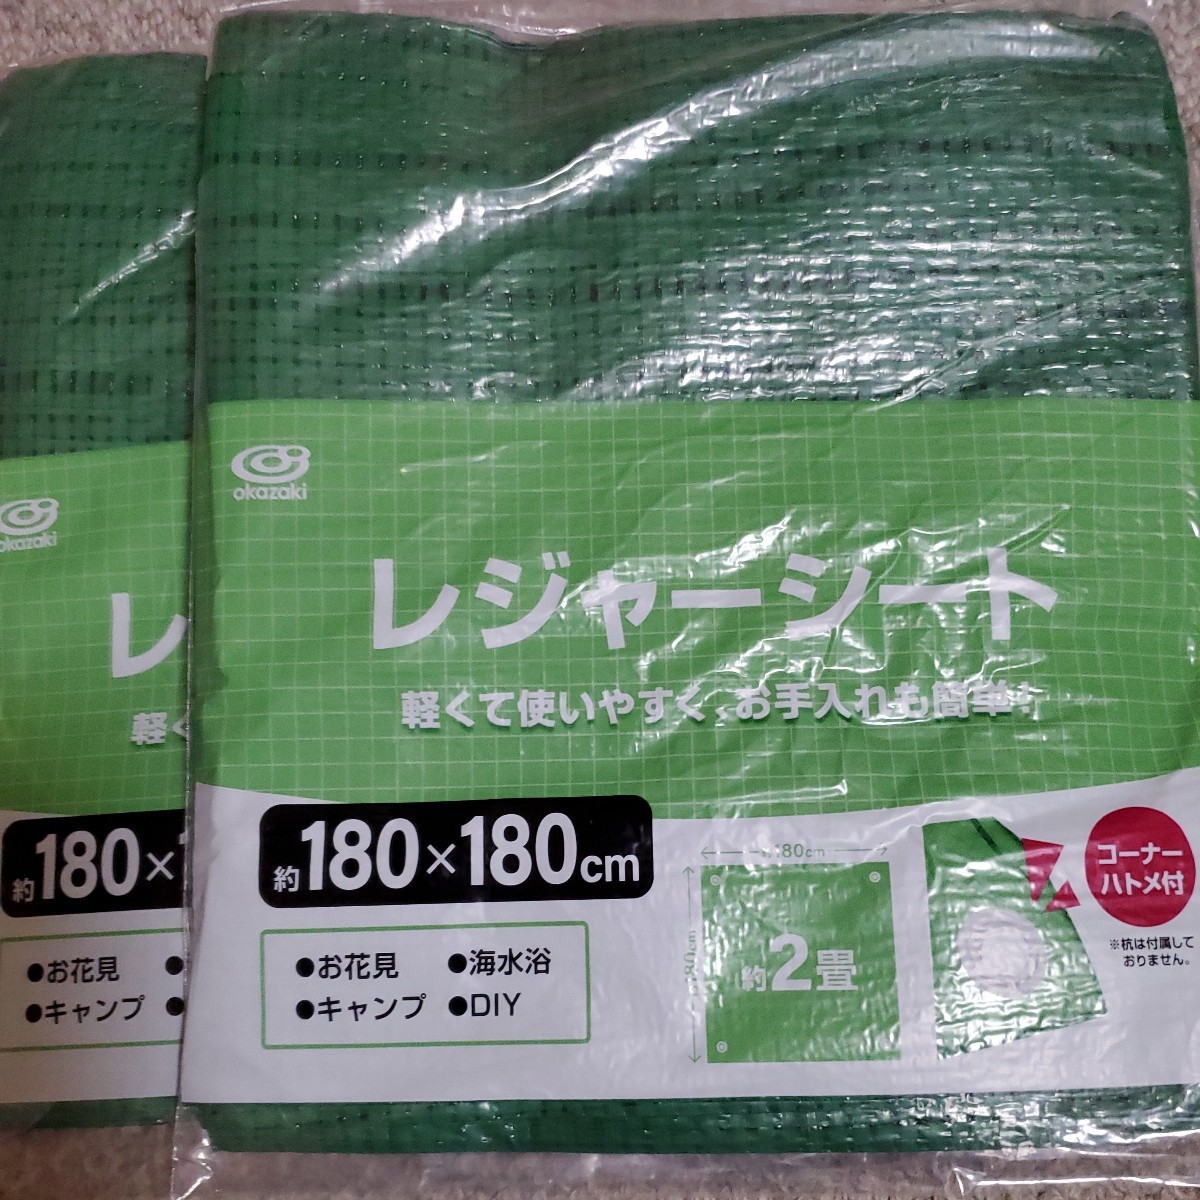 okazaki
レジャーシート
軽くて使いやすく、お手入れも簡単!
約180×180cm
●お花見 ●海水浴
●キャンプ ●DIY
180cm
約2畳
コーナー
ハトメ付
※杭は付属して
おりません。
okazaki
レ
軽く
約180×1
●お花見 ●
●キャンプ ●